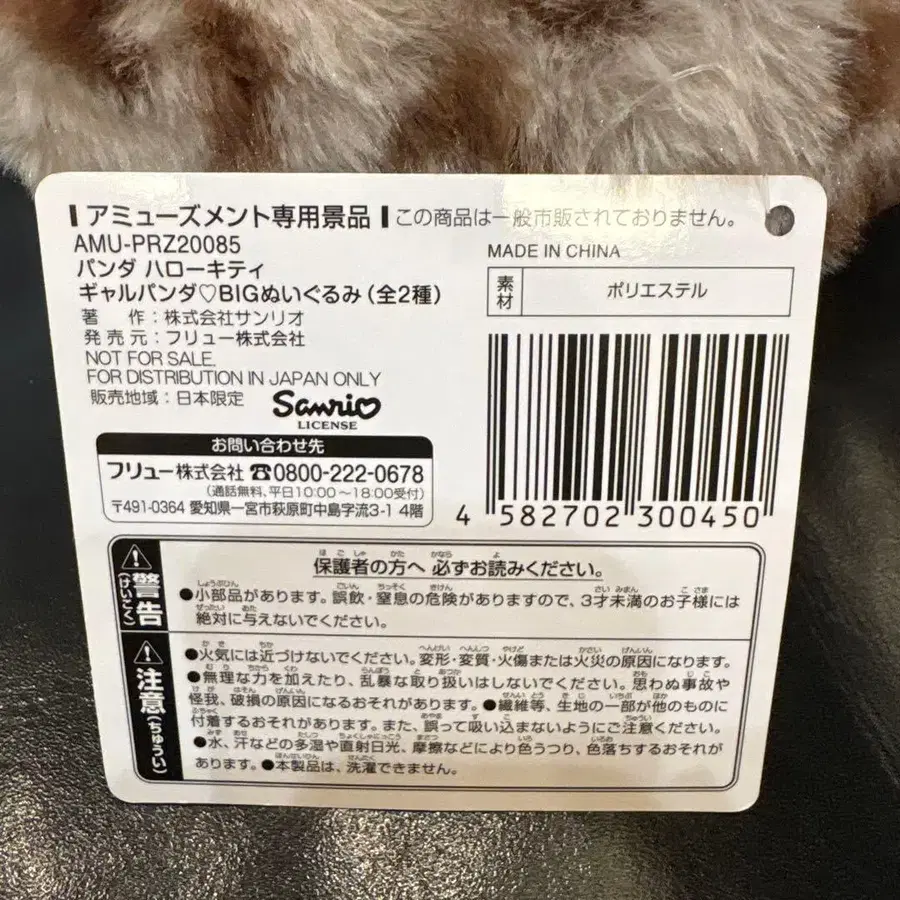 アミューズメント専用景品 この商品は一般市販されておりません。
AMU-PRZ20085
パンダ ハローキティ
ギャルパンダ♡BIGぬいぐるみ(全2種)
著 作:株式会社サンリオ
発売元:フリュー株式会社
NOT FOR SALE.
FOR DISTRIBUTION IN JAPAN ONLY
販売地域:日本限定
Sanrio
LICENSE
MADE IN CHINA
素材 ポリエステル
4 582702 300450
お問い合わせ先
フリュー株式会社 ☎0800-222-0678
(通話無料、平日10:00~18:00受付)
〒491-0364 愛知県一宮市萩原町中島字流3-1 4階
警告(けいこく)
保護者の方へ 必ずお読みください。
●小部品があります。誤飲・窒息の危険がありますので、3才未満のお子様には
絶対に与えないでください。
注意(ちゅうい)
●火気には近づけないでください。変形・変質・火傷または火災の原因になります。
●無理な力を加えたり、乱暴な取り扱いはしないでください。思わぬ事故や
怪我、破損の原因になるおそれがあります。●繊維等、生地の一部が他のものに
付着するおそれがあります。また、誤って吸い込まないようにご注意ください。
●水、汗などの多湿や直射日光、摩擦などにより色うつり、色落ちするおそれが
あります。●本製品は、洗濯できません。